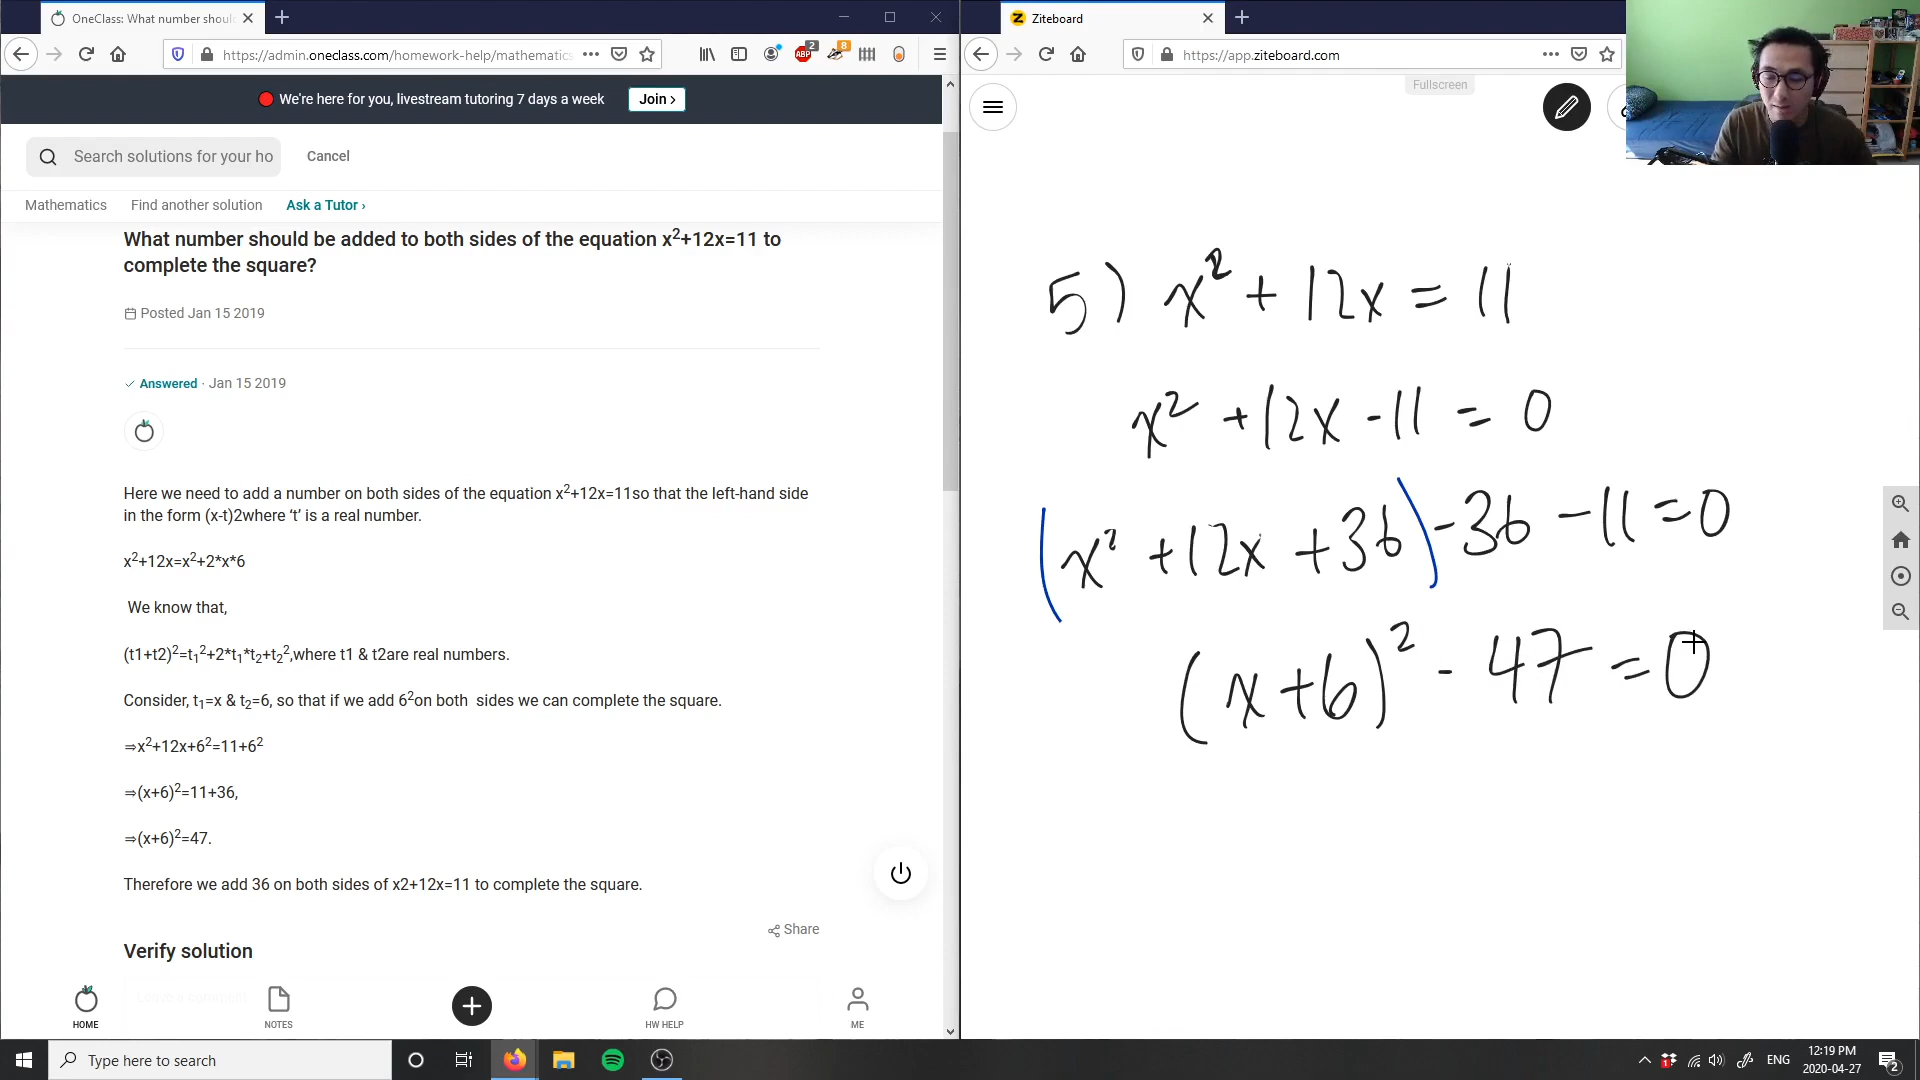 OneClass: What number shoul
https://admin.oneclass.com/homework-help/mathematics
ABP 2 8
We're here for you, livestream tutoring 7 days a week Join ›
Search solutions for your ho Cancel
Mathematics Find another solution Ask a Tutor ›
What number should be added to both sides of the equation x²+12x=11 to
complete the square?
Posted Jan 15 2019
✓ Answered · Jan 15 2019
Here we need to add a number on both sides of the equation x²+12x=11so that the left-hand side
in the form (x-t)2where ‘t’ is a real number.
x²+12x=x²+2*x*6
We know that,
(t1+t2)²=t₁²+2*t₁*t₂+t₂²,where t1 & t2are real numbers.
Consider, t₁=x & t₂=6, so that if we add 6²on both sides we can complete the square.
⇒x²+12x+6²=11+6²
⇒(x+6)²=11+36,
⇒(x+6)²=47.
Therefore we add 36 on both sides of x2+12x=11 to complete the square.
Share
Verify solution
HOME NOTES HW HELP ME
Z Ziteboard
https://app.ziteboard.com
Fullscreen
5) x² + 12x = 11
x² + 12x - 11 = 0
(x² + 12x + 36) - 36 - 11 = 0
(x+6)² - 47 = 0
Type here to search
1 ENG 12:19 PM
2020-04-27 2